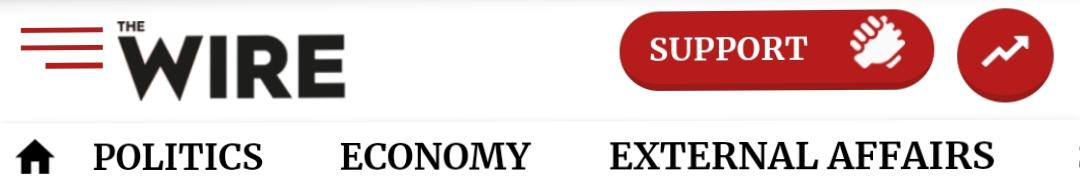 THE
WIRE
SUPPORT
POLITICS ECONOMY EXTERNAL AFFAIRS